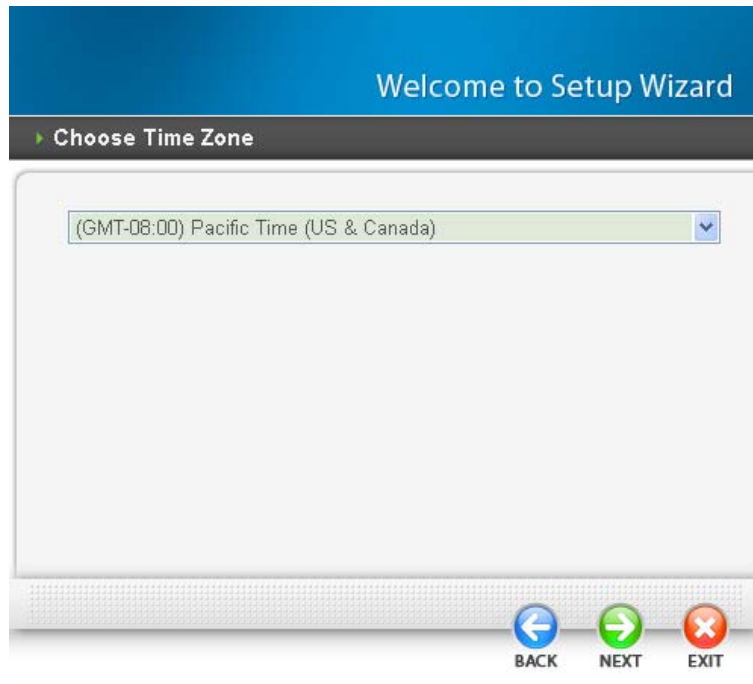 Welcome to Setup Wizard
Choose Time Zone
(GMT-08:00) Pacific Time (US & Canada)
BACK NEXT EXIT